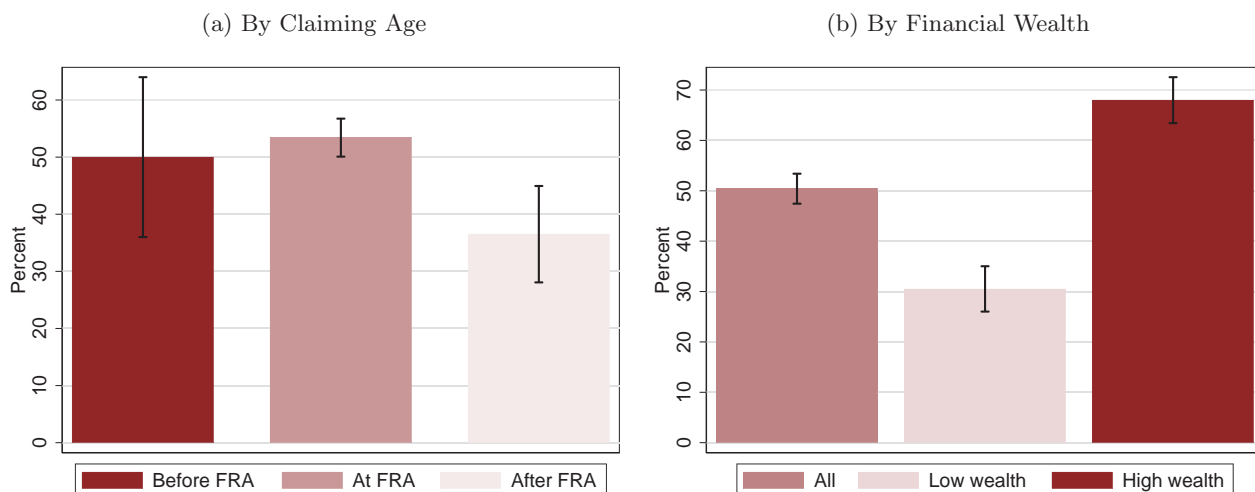 (a) By Claiming Age
Percent
60
50
40
30
20
10
0
Before FRA
At FRA
After FRA
(b) By Financial Wealth
Percent
70
60
50
40
30
20
10
0
All
Low wealth
High wealth